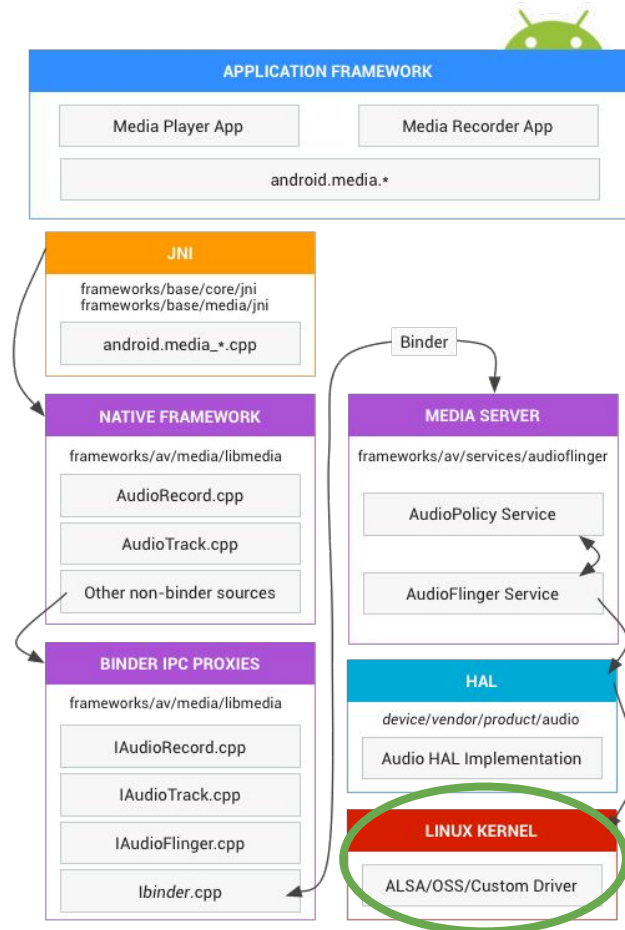 APPLICATION FRAMEWORK
Media Player App
Media Recorder App
android.media.*
JNI
frameworks/base/core/jni
frameworks/base/media/jni
android.media_*.cpp
Binder
NATIVE FRAMEWORK
frameworks/av/media/libmedia
AudioRecord.cpp
AudioTrack.cpp
Other non-binder sources
BINDER IPC PROXIES
frameworks/av/media/libmedia
IAudioRecord.cpp
IAudioTrack.cpp
IAudioFlinger.cpp
Ibinder.cpp
MEDIA SERVER
frameworks/av/services/audioflinger
AudioPolicy Service
AudioFlinger Service
HAL
device/vendor/product/audio
Audio HAL Implementation
LINUX KERNEL
ALSA/OSS/Custom Driver